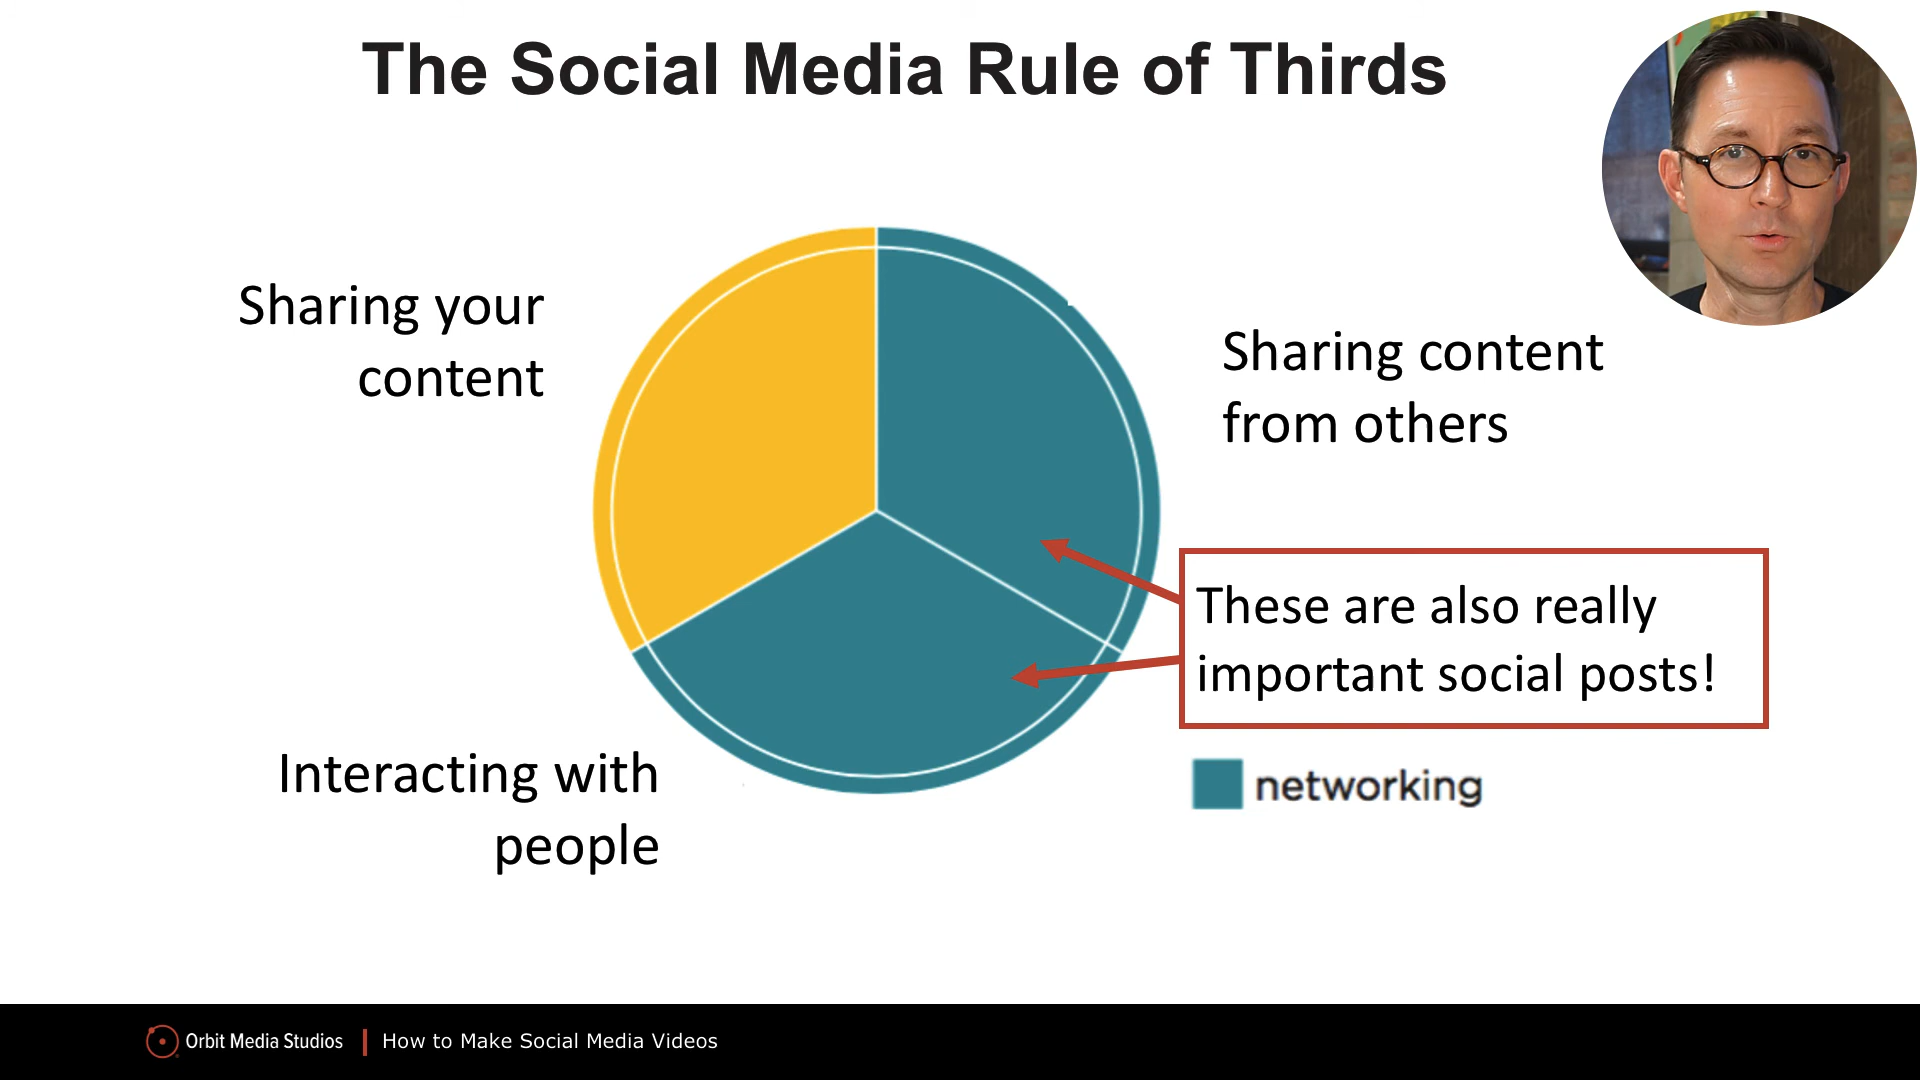 The Social Media Rule of Thirds
Sharing your
content
Sharing content
from others
These are also really
important social posts!
Interacting with
people
networking
Orbit Media Studios
How to Make Social Media Videos